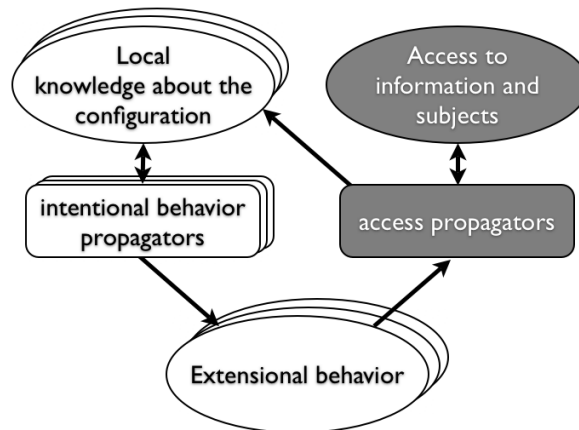 Local
knowledge about the
configuration
Access to
information and
subjects
intentional behavior
propagators
access propagators
Extensional behavior